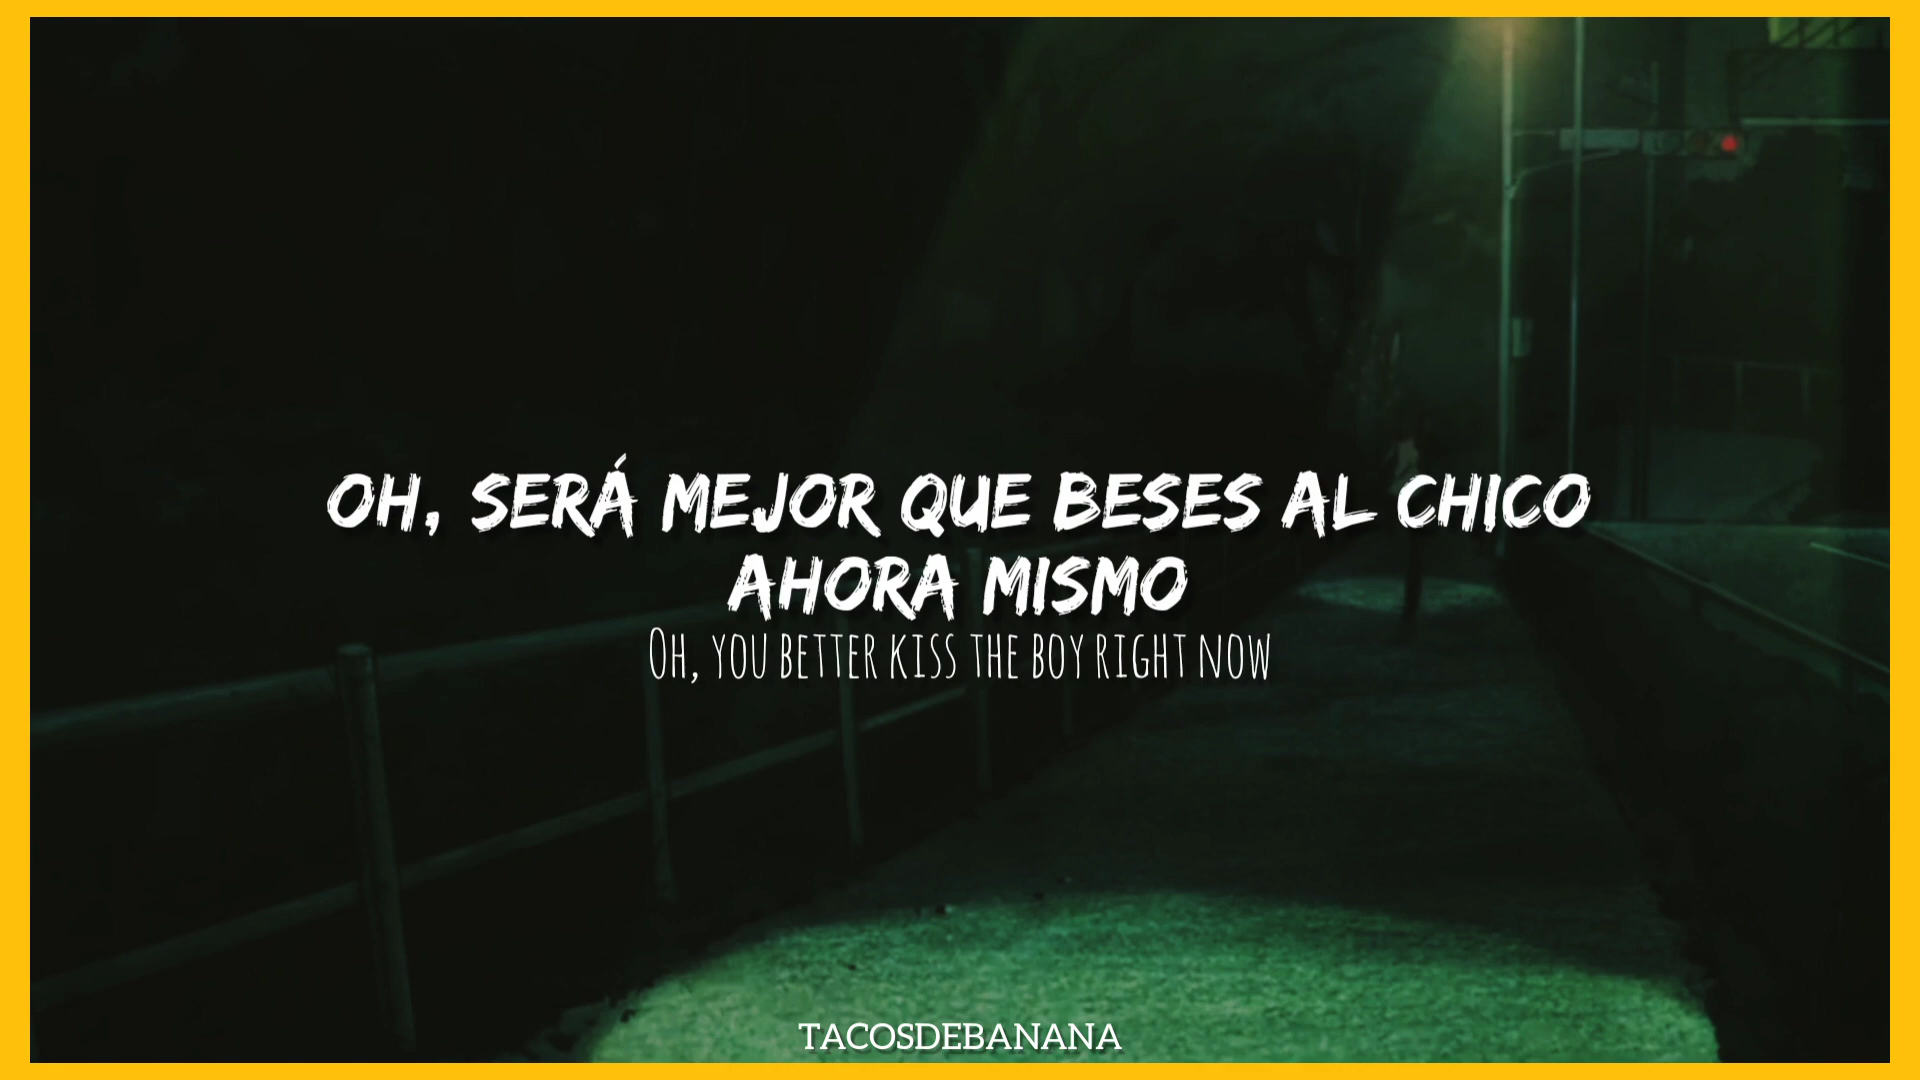 OH, SERÁ MEJOR QUE BESES AL CHICO
AHORA MISMO
OH, YOU BETTER KISS THE BOY RIGHT NOW
TACOSDEBANANA